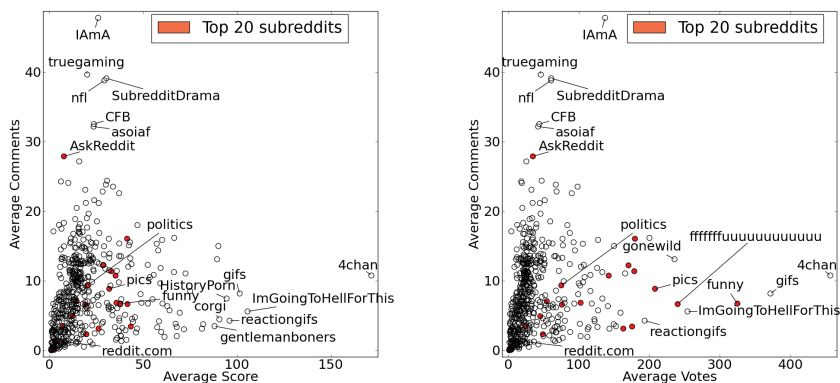 Top 20 subreddits
IAmA
truegaming
nfl
SubredditDrama
CFB
asoiaf
AskReddit
politics
pics
HistoryPorn
gifs
4chan
funny
corgi
ImGoingToHellForThis
reactiongifs
gentlemanboners
reddit.com
Average Comments
0
10
20
30
40
0
50
100
150
Average Score
Top 20 subreddits
IAmA
truegaming
nfl
SubredditDrama
CFB
asoiaf
AskReddit
politics
fffffffuuuuuuuuuuuu
gonewild
4chan
pics
gifs
funny
ImGoingToHellForThis
reactiongifs
reddit.com
Average Comments
0
10
20
30
40
0
100
200
300
400
Average Votes